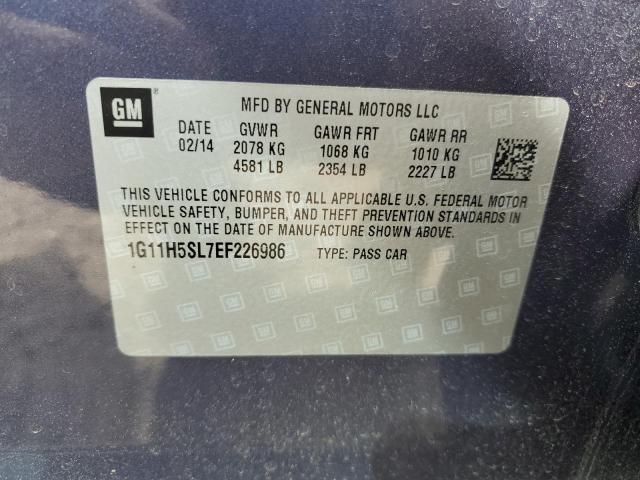 GM ® MFD BY GENERAL MOTORS LLC
DATE GVWR GAWR FRT GAWR RR
02/14 2078 KG 1068 KG 1010 KG
4581 LB 2354 LB 2227 LB
THIS VEHICLE CONFORMS TO ALL APPLICABLE U.S. FEDERAL MOTOR
VEHICLE SAFETY, BUMPER, AND THEFT PREVENTION STANDARDS IN
EFFECT ON THE DATE OF MANUFACTURE SHOWN ABOVE.
1G11H5SL7EF226986 TYPE: PASS CAR